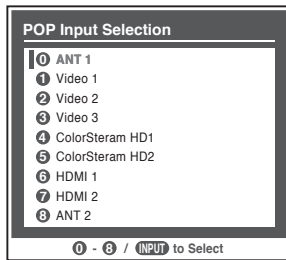 POP Input Selection
0 ANT 1
1 Video 1
2 Video 2
3 Video 3
4 ColorSteram HD1
5 ColorSteram HD2
6 HDMI 1
7 HDMI 2
8 ANT 2
0 - 8 / INPUT to Select